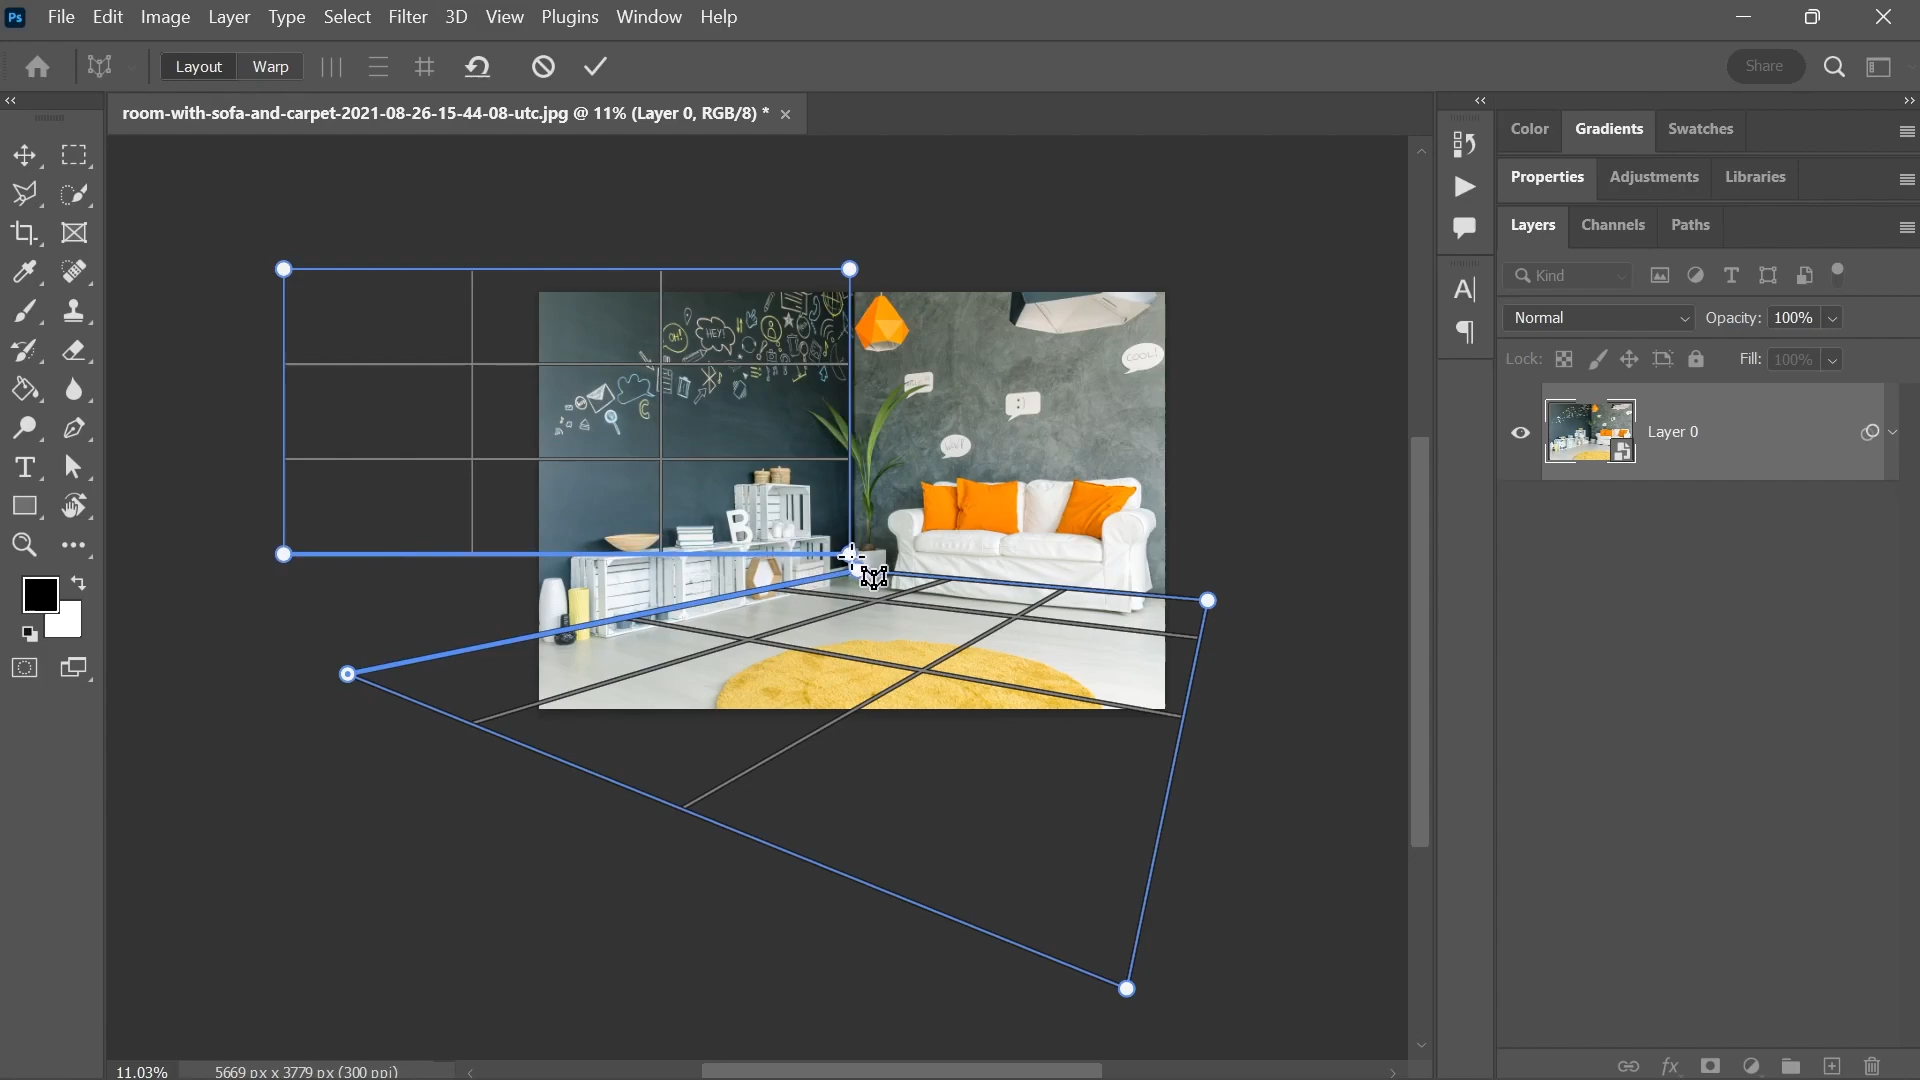 Ps File Edit Image Layer Type Select Filter 3D View Plugins Window Help
Layout Warp
Share
room-with-sofa-and-carpet-2021-08-26-15-44-08-utc.jpg @ 11% (Layer 0, RGB/8) *
Color Gradients Swatches
Properties Adjustments Libraries
Layers Channels Paths
Kind
Normal Opacity: 100%
Lock: Fill: 100%
Layer 0
OH!
HEY!
COOL!
B
11.03% 5669 px x 3779 px (300 ppi)